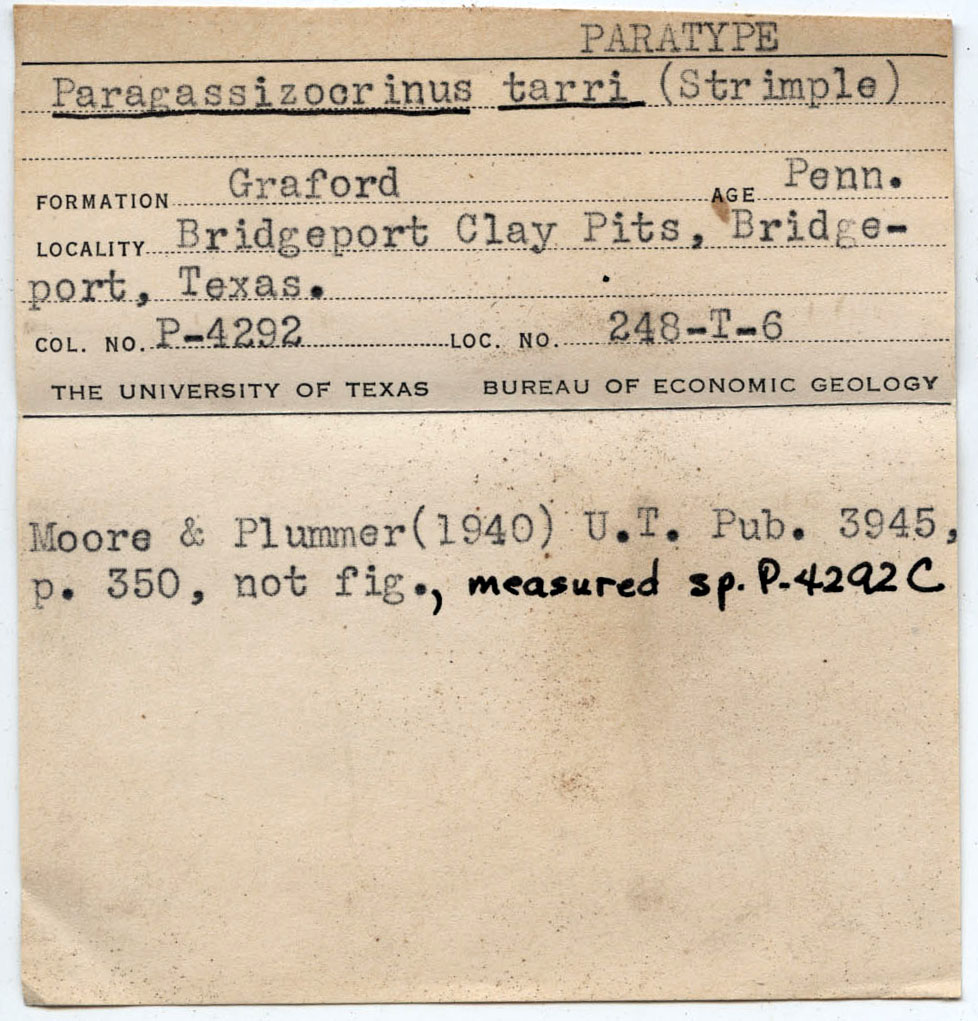 PARATYPE
Paragassizocrinus tarri (Strimple)
FORMATION Graford AGE Penn.
LOCALITY Bridgeport Clay Pits, Bridge-
port, Texas.
COL. NO. P-4292 LOC. NO. 248-T-6
THE UNIVERSITY OF TEXAS BUREAU OF ECONOMIC GEOLOGY
Moore & Plummer(1940) U.T. Pub. 3945,
p. 350, not fig., measured sp. P-4292C